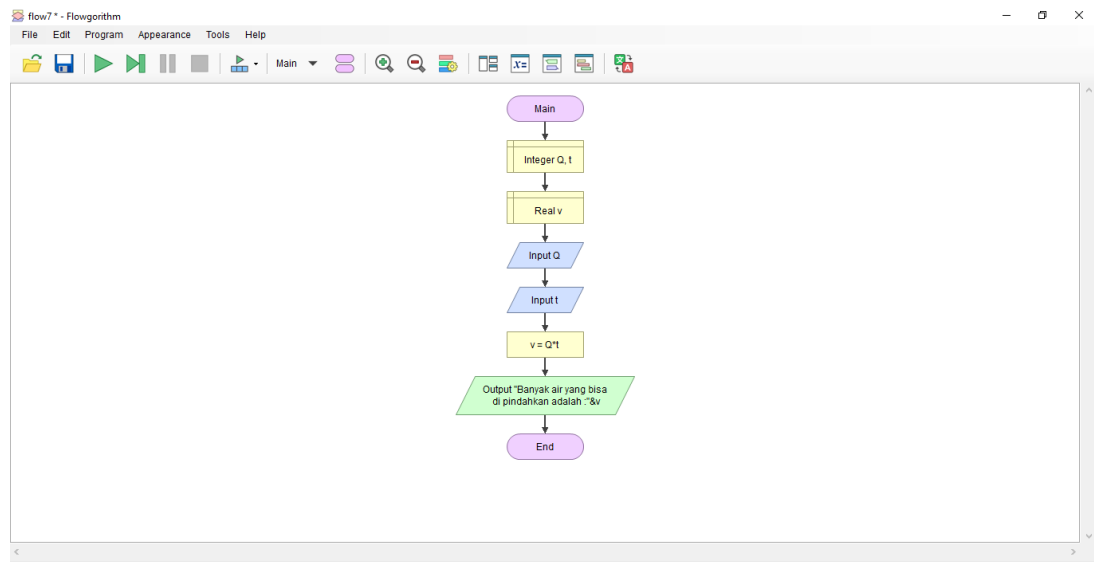 flow7 * - Flowgorithm
File Edit Program Appearance Tools Help
Main
x=
Main
Integer Q, t
Real v
Input Q
Input t
v = Q*t
Output "Banyak air yang bisa
di pindahkan adalah :"&v
End